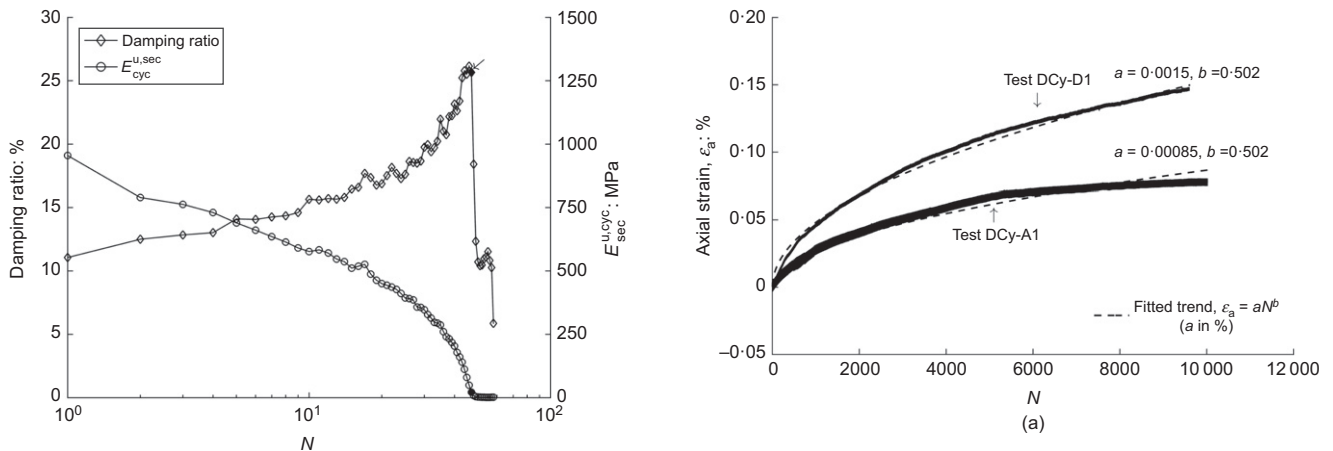 30
25
20
15
10
5
0
Damping ratio: %
Damping ratio
E^{u,sec}_{cyc}
1500
1250
1000
750
500
250
0
E^{u,cyc}_{sec}: MPa
10^0
10^1
10^2
N
0·20
0·15
0·10
0·05
0
–0·05
Axial strain, ε_a: %
a = 0·0015, b =0·502
Test DCy-D1
a = 0·00085, b =0·502
Test DCy-A1
Fitted trend, ε_a = aN^b
(a in %)
0
2000
4000
6000
8000
10 000
12 000
N
(a)